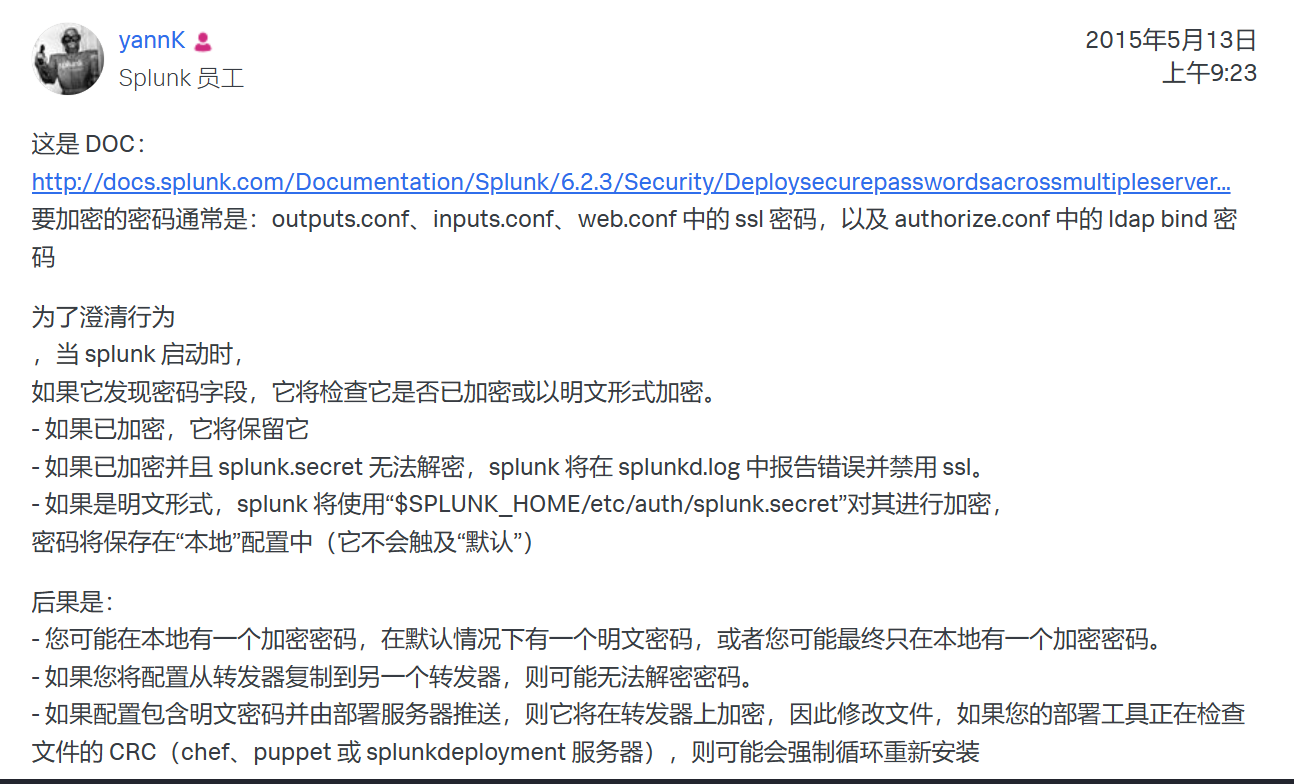 yannK
2015年5月13日
Splunk 员工
上午9:23
这是 DOC：
http://docs.splunk.com/Documentation/Splunk/6.2.3/Security/Deploysecurepasswordsacrossmultipleserver...
要加密的密码通常是：outputs.conf、inputs.conf、web.conf 中的 ssl 密码，以及 authorize.conf 中的 ldap bind 密
码
为了澄清行为
，当 splunk 启动时，
如果它发现密码字段，它将检查它是否已加密或以明文形式加密。
- 如果已加密，它将保留它
- 如果已加密并且 splunk.secret 无法解密，splunk 将在 splunkd.log 中报告错误并禁用 ssl。
- 如果是明文形式，splunk 将使用“$SPLUNK_HOME/etc/auth/splunk.secret”对其进行加密，
密码将保存在“本地”配置中（它不会触及“默认”）
后果是：
- 您可能在本地有一个加密密码，在默认情况下有一个明文密码，或者您可能最终只在本地有一个加密密码。
- 如果您将配置从转发器复制到另一个转发器，则可能无法解密密码。
- 如果配置包含明文密码并由部署服务器推送，则它将在转发器上加密，因此修改文件，如果您的部署工具正在检查
文件的 CRC（chef、puppet 或 splunkdeployment 服务器），则可能会强制循环重新安装